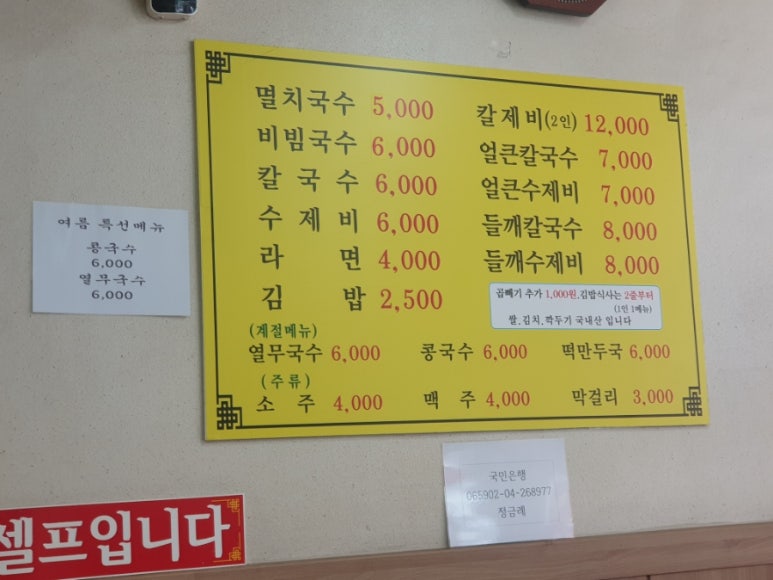 멸치국수 5,000
비빔국수 6,000
칼국수 6,000
수제비 6,000
라면 4,000
김밥 2,500
칼제비(2인) 12,000
얼큰칼국수 7,000
얼큰수제비 7,000
들깨칼국수 8,000
들깨수제비 8,000
곱빼기 추가 1,000원, 김밥식사는 2줄부터
(1인 1메뉴)
쌀, 김치, 깍두기 국내산 입니다
(계절메뉴)
열무국수 6,000 콩국수 6,000 떡만두국 6,000
(주류)
소주 4,000 맥주 4,000 막걸리 3,000
여름 특선메뉴
콩국수
6,000
열무국수
6,000
국민은행
065902-04-268977
정금례
셀프입니다